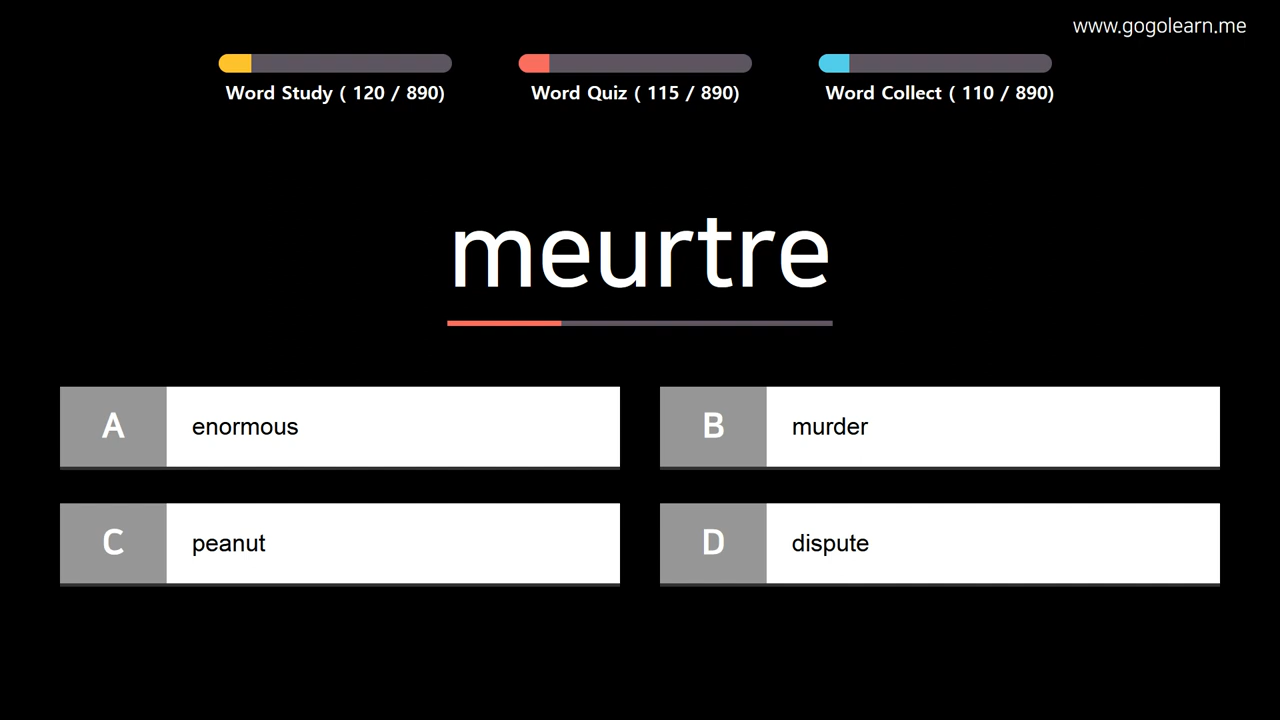 www.gogolearn.me
Word Study ( 120 / 890)
Word Quiz ( 115 / 890)
Word Collect ( 110 / 890)
meurtre
A enormous
B murder
C peanut
D dispute